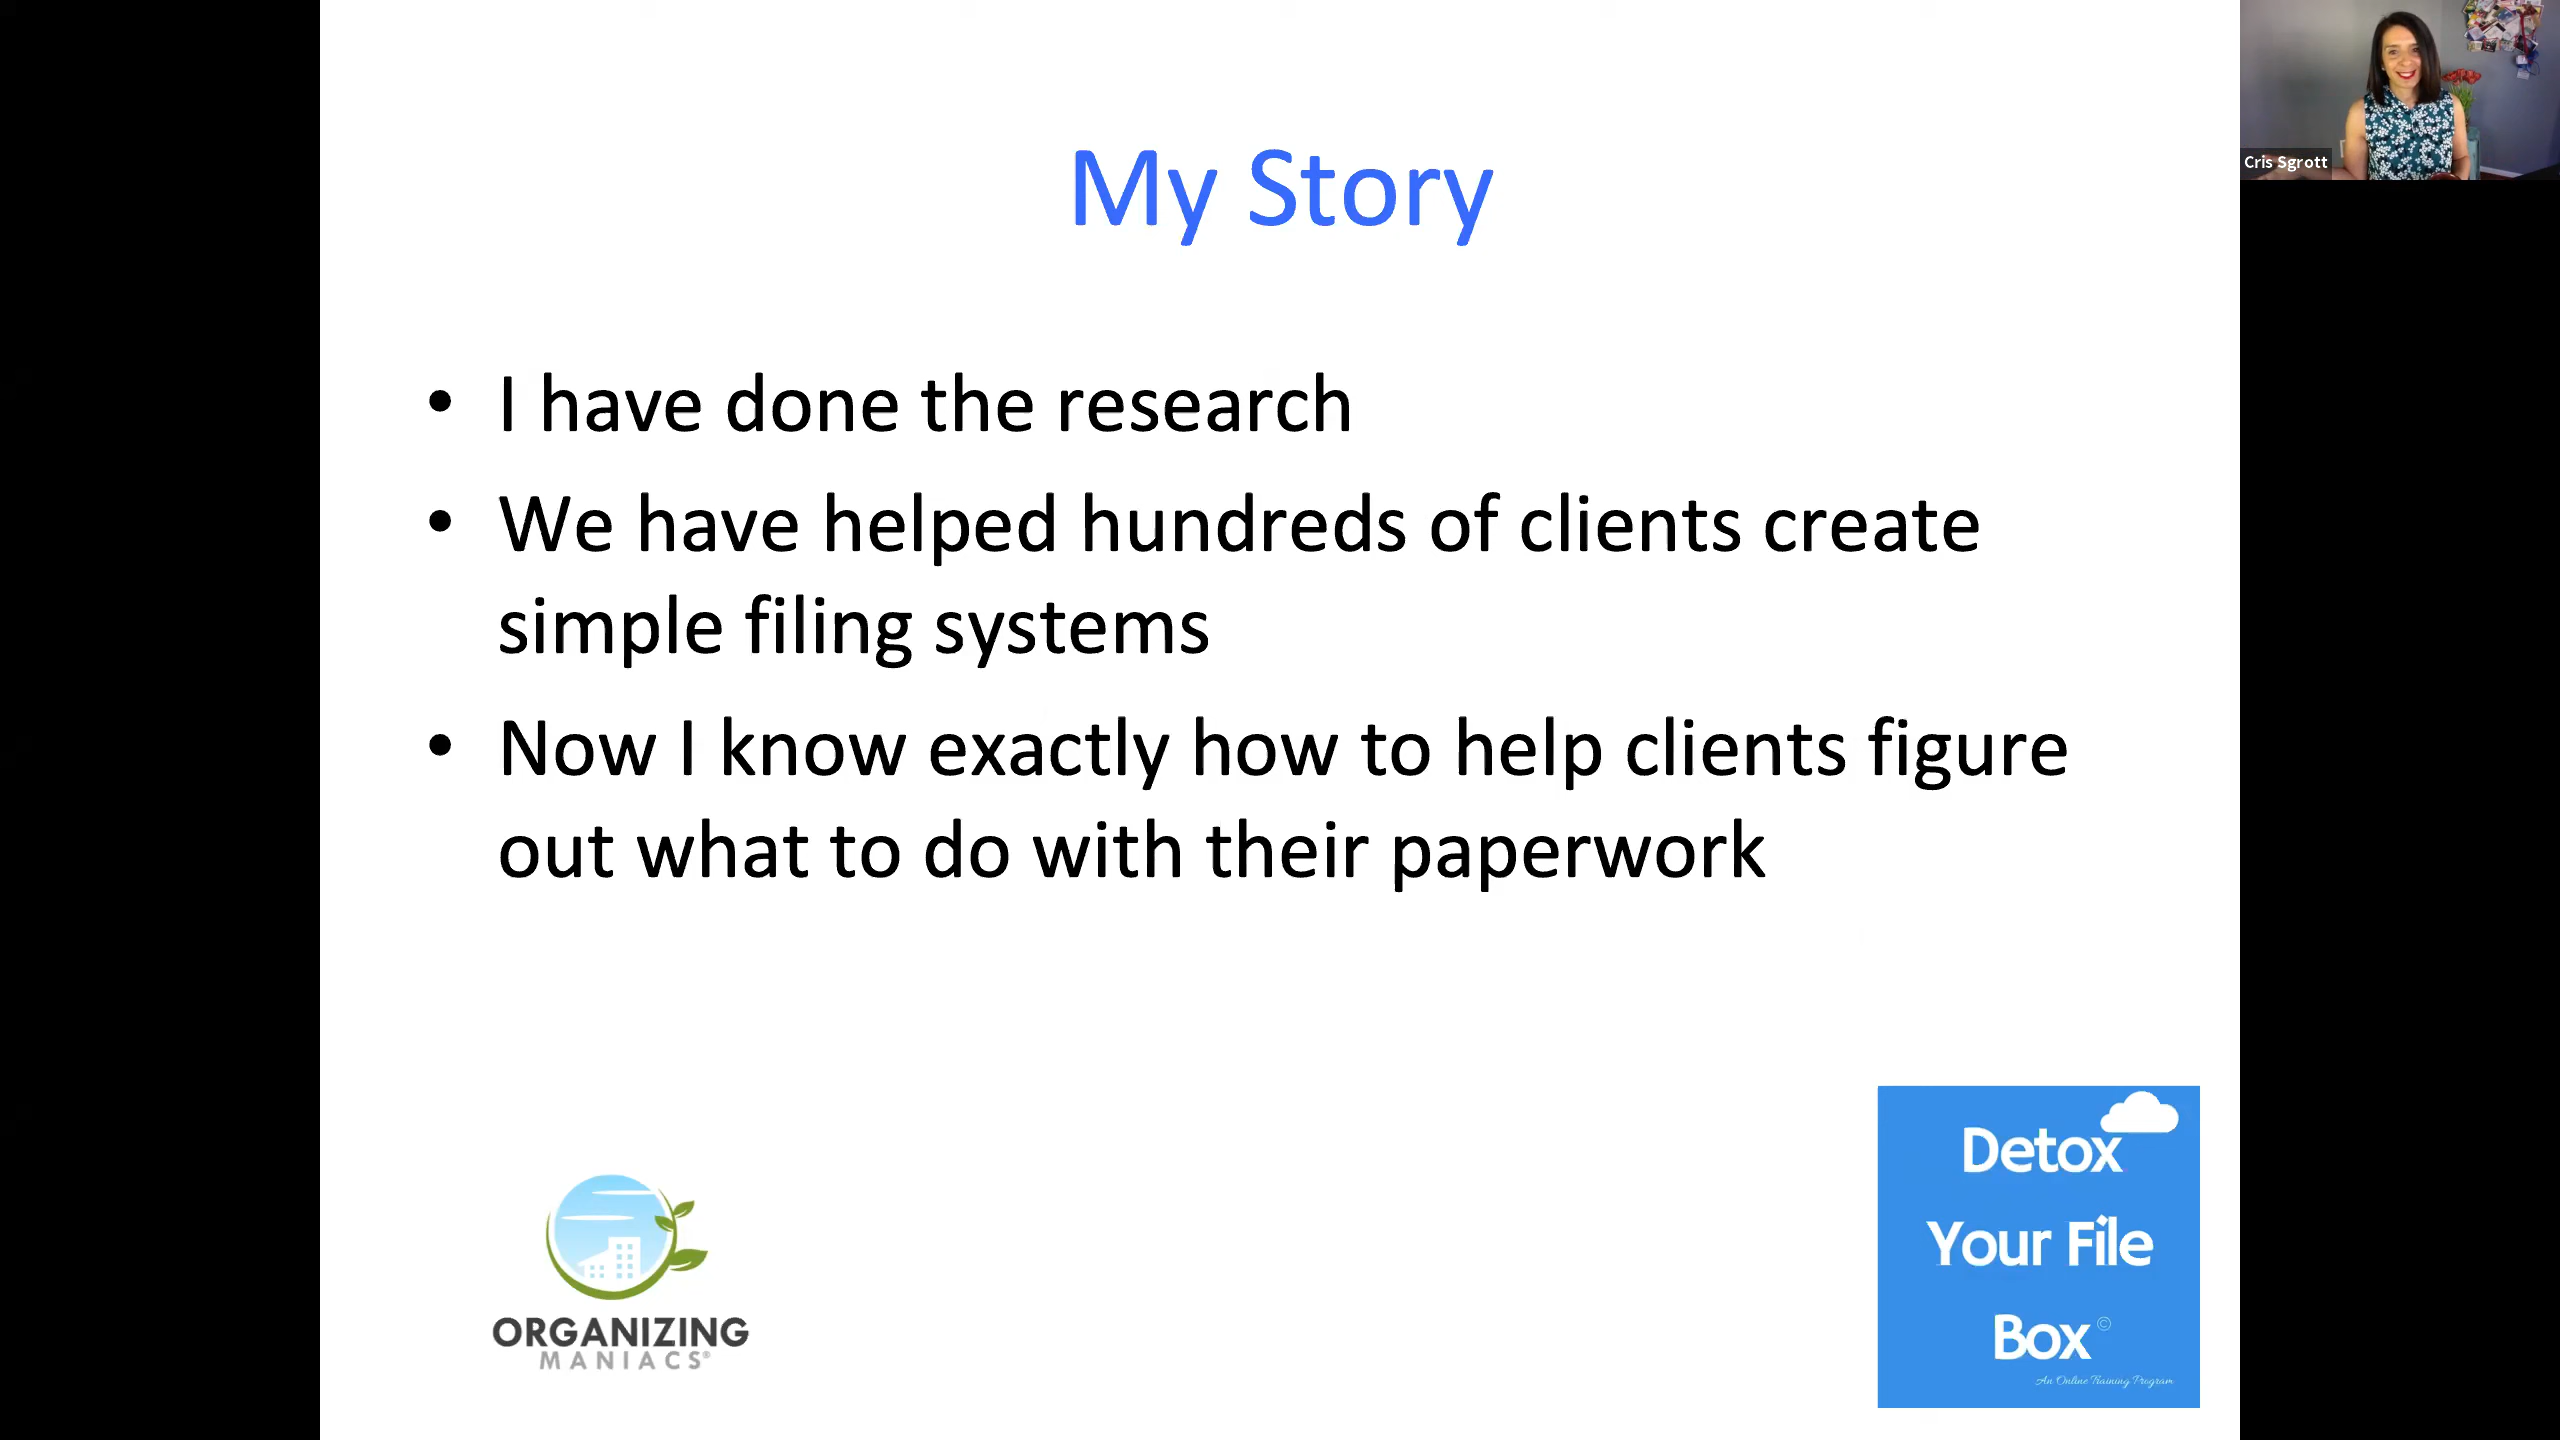 My Story
Cris Sgrott
• I have done the research
• We have helped hundreds of clients create
simple filing systems
• Now I know exactly how to help clients figure
out what to do with their paperwork
ORGANIZING
MANIACS®
Detox
Your File
Box©
An Online Training Program